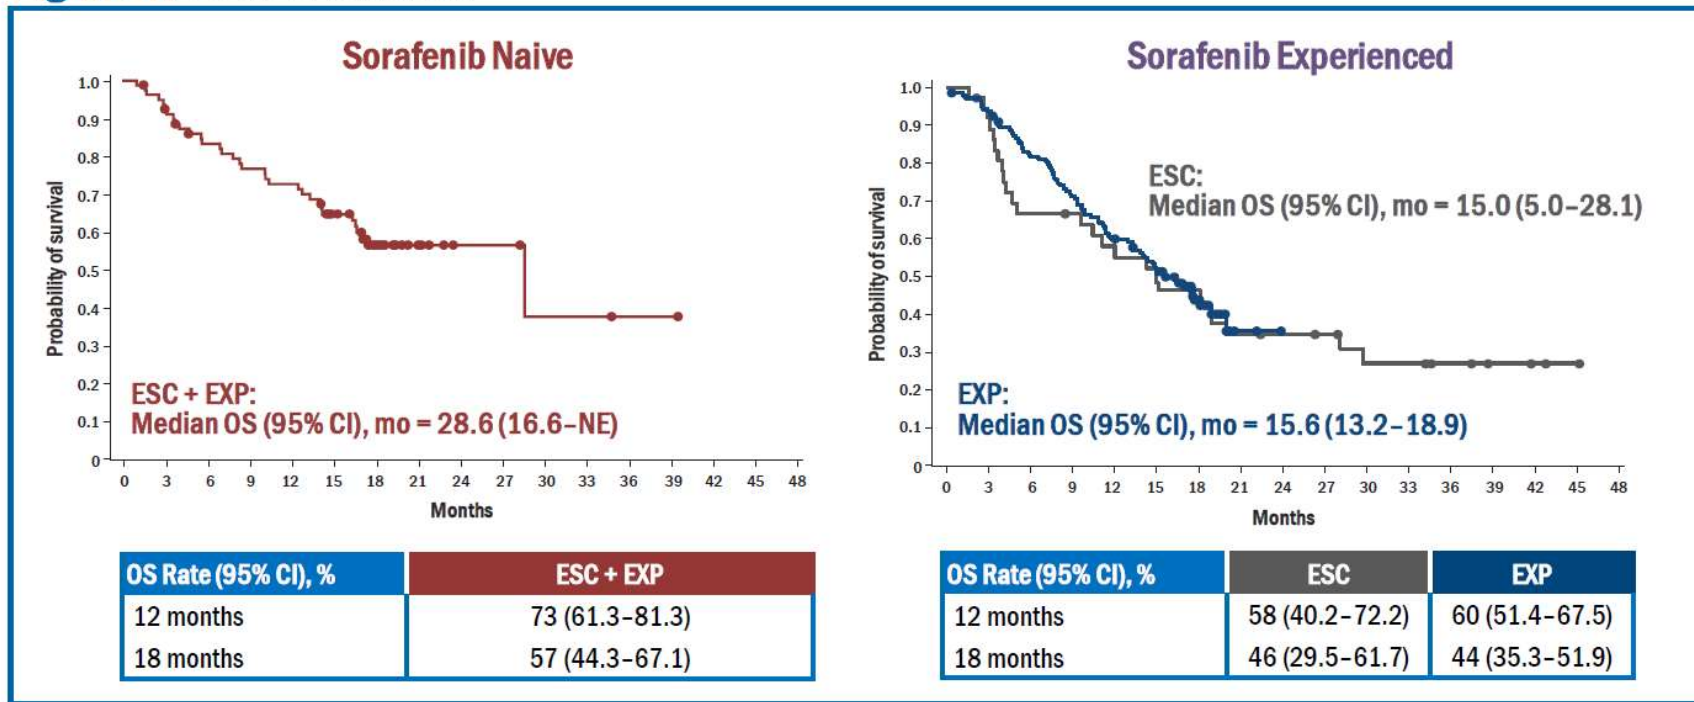 Sorafenib Naive
1.0
0.9
0.8
0.7
0.6
0.5
0.4
0.3
0.2
0.1
0
Probability of survival
ESC + EXP:
Median OS (95% CI), mo = 28.6 (16.6–NE)
0 3 6 9 12 15 18 21 24 27 30 33 36 39 42 45 48
Months
OS Rate (95% CI), % ESC + EXP
12 months 73 (61.3–81.3)
18 months 57 (44.3–67.1)
Sorafenib Experienced
1.0
0.9
0.8
0.7
0.6
0.5
0.4
0.3
0.2
0.1
0
Probability of survival
ESC:
Median OS (95% CI), mo = 15.0 (5.0–28.1)
EXP:
Median OS (95% CI), mo = 15.6 (13.2–18.9)
0 3 6 9 12 15 18 21 27 30 33 36 39 42 45 48
Months
OS Rate (95% CI), % ESC EXP
12 months 58 (40.2–72.2) 60 (51.4–67.5)
18 months 46 (29.5–61.7) 44 (35.3–51.9)